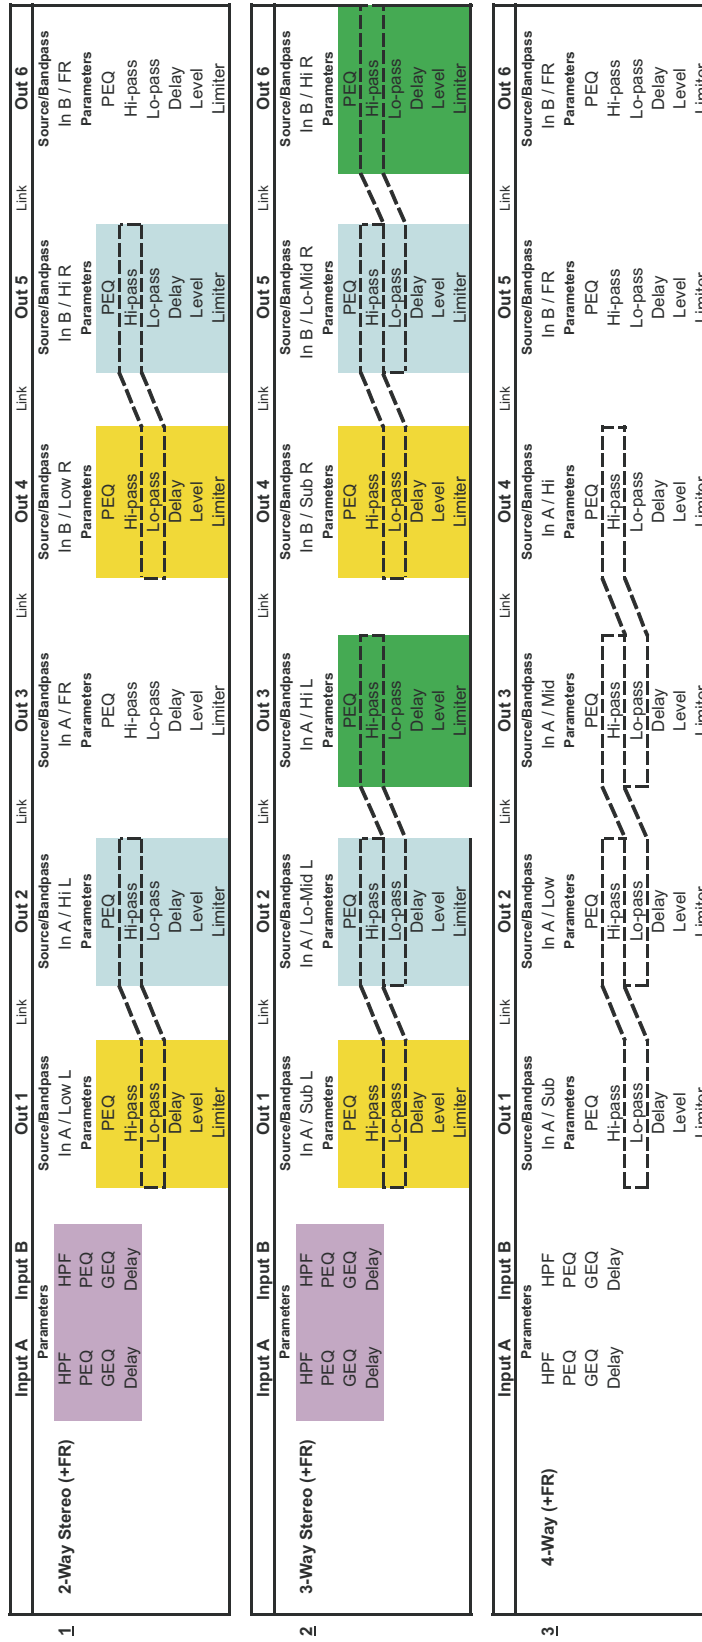 Input A Input B Out 1 Link Out 2 Link Out 3 Link Out 4 Link Out 5 Link Out 6
Parameters Source/Bandpass Source/Bandpass Source/Bandpass Source/Bandpass Source/Bandpass Source/Bandpass
1 2-Way Stereo (+FR) HPF HPF In A / Low L In A / Hi L In A / FR In B / Low R In B / Hi R In B / FR
PEQ PEQ Parameters Parameters Parameters Parameters Parameters Parameters
GEQ GEQ PEQ PEQ PEQ PEQ PEQ PEQ
Delay Delay Hi-pass Hi-pass Hi-pass Hi-pass Hi-pass Hi-pass
Lo-pass Lo-pass Lo-pass Lo-pass Lo-pass Lo-pass
Delay Delay Delay Delay Delay Delay
Level Level Level Level Level Level
Limiter Limiter Limiter Limiter Limiter Limiter
Input A Input B Out 1 Link Out 2 Link Out 3 Link Out 4 Link Out 5 Link Out 6
Parameters Source/Bandpass Source/Bandpass Source/Bandpass Source/Bandpass Source/Bandpass Source/Bandpass
2 3-Way Stereo (+FR) HPF HPF In A / Sub L In A / Lo-Mid L In A / Hi L In B / Sub R In B / Lo-Mid R In B / Hi R
PEQ PEQ Parameters Parameters Parameters Parameters Parameters Parameters
GEQ GEQ PEQ PEQ PEQ PEQ PEQ PEQ
Delay Delay Hi-pass Hi-pass Hi-pass Hi-pass Hi-pass Hi-pass
Lo-pass Lo-pass Lo-pass Lo-pass Lo-pass Lo-pass
Delay Delay Delay Delay Delay Delay
Level Level Level Level Level Level
Limiter Limiter Limiter Limiter Limiter Limiter
Input A Input B Out 1 Link Out 2 Link Out 3 Link Out 4 Link Out 5 Link Out 6
Parameters Source/Bandpass Source/Bandpass Source/Bandpass Source/Bandpass Source/Bandpass Source/Bandpass
3 4-Way (+FR) HPF HPF In A / Sub In A / Low In A / Mid In A / Hi In B / FR In B / FR
PEQ PEQ Parameters Parameters Parameters Parameters Parameters Parameters
GEQ GEQ PEQ PEQ PEQ PEQ PEQ PEQ
Delay Delay Hi-pass Hi-pass Hi-pass Hi-pass Hi-pass Hi-pass
Lo-pass Lo-pass Lo-pass Lo-pass Lo-pass Lo-pass
Delay Delay Delay Delay Delay Delay
Level Level Level Level Level Level
Limiter Limiter Limiter Limiter Limiter Limiter